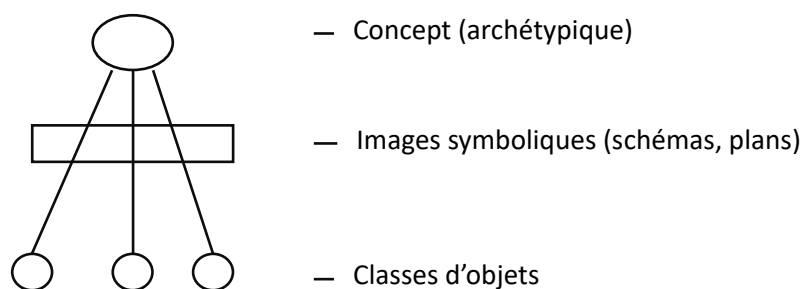 — Concept (archétypique)
— Images symboliques (schémas, plans)
— Classes d’objets